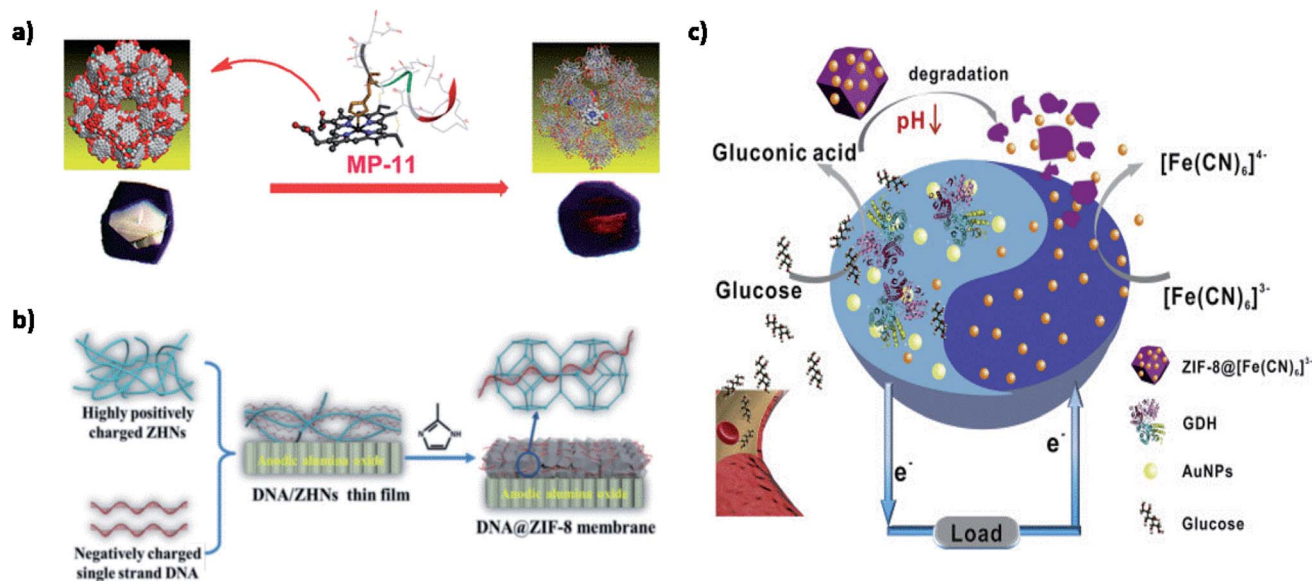 a)
MP-11
b)
Highly positively
charged ZHNs
Negatively charged
single strand DNA
Anodic alumina oxide
DNA/ZHNs thin film
N
NH
Anodic alumina oxide
DNA@ZIF-8 membrane
c)
degradation
pH↓
Gluconic acid
[Fe(CN)₆]⁴⁻
Glucose
[Fe(CN)₆]³⁻
ZIF-8@[Fe(CN)₆]³⁻
GDH
AuNPs
Glucose
e⁻
e⁻
Load